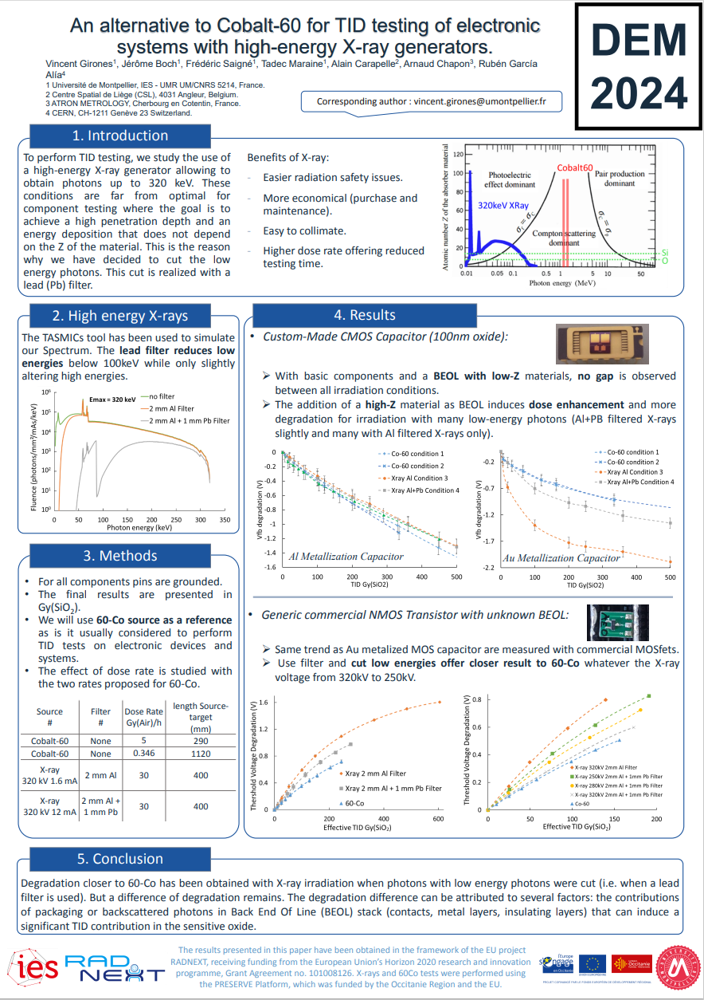 An alternative to Cobalt-60 for TID testing of electronic
systems with high-energy X-ray generators.
DEM
2024
Vincent Girones1, Jérôme Boch1, Frédéric Saigné1, Tadec Maraine1, Alain Carapelle2, Arnaud Chapon3, Rubén García
Alía4
1 Université de Montpellier, IES - UMR UM/CNRS 5214, France.
2 Centre Spatial de Liège (CSL), 4031 Angleur, Belgium.
3 ATRON METROLOGY, Cherbourg en Cotentin, France.
4 CERN, CH-1211 Genève 23 Switzerland.
Corresponding author : vincent.girones@umontpellier.fr
1. Introduction
To perform TID testing, we study the use of
a high-energy X-ray generator allowing to
obtain photons up to 320 keV. These
conditions are far from optimal for
component testing where the goal is to
achieve a high penetration depth and an
energy deposition that does not depend
on the Z of the material. This is the reason
why we have decided to cut the low
energy photons. This cut is realized with a
lead (Pb) filter.
Benefits of X-ray:
- Easier radiation safety issues.
- More economical (purchase and
maintenance).
- Easy to collimate.
- Higher dose rate offering reduced
testing time.
Atomic number Z of the absorber material
120
100
80
60
40
20
0
Photoelectric
effect dominant
Cobalt60
Pair production
dominant
320keV XRay
Compton scattering
dominant
Si
O
0.01 0.05 0.1 0.5 1 5 10 50
Photon energy (MeV)
2. High energy X-rays
The TASMICs tool has been used to simulate
our Spectrum. The lead filter reduces low
energies below 100keV while only slightly
altering high energies.
Fluence (photons/mm²/mAs/keV)
10⁶
10⁵
10⁴
10³
10²
10¹
10⁰
Emax = 320 keV
no filter
2 mm Al Filter
2 mm Al + 1 mm Pb Filter
0 50 100 150 200 250 300 350
Photon energy (keV)
3. Methods
• For all components pins are grounded.
• The final results are presented in
Gy(SiO2).
• We will use 60-Co source as a reference
as is it usually considered to perform
TID tests on electronic devices and
systems.
• The effect of dose rate is studied with
the two rates proposed for 60-Co.
Source # Filter # Dose Rate Gy(Air)/h length Source-target (mm)
Cobalt-60 None 5 290
Cobalt-60 None 0.346 1120
X-ray 320 kV 1.6 mA 2 mm Al 30 400
X-ray 320 kV 12 mA 2 mm Al + 1 mm Pb 30 400
4. Results
• Custom-Made CMOS Capacitor (100nm oxide):
➢ With basic components and a BEOL with low-Z materials, no gap is observed
between all irradiation conditions.
➢ The addition of a high-Z material as BEOL induces dose enhancement and more
degradation for irradiation with many low-energy photons (Al+PB filtered X-rays
slightly and many with Al filtered X-rays only).
Vfb degradation (V)
0
-0.2
-0.4
-0.6
-0.8
-1
-1.2
-1.4
-1.6
Co-60 condition 1
Co-60 condition 2
Xray Al Condition 3
Xray Al+Pb Condition 4
Al Metallization Capacitor
0 100 200 300 400 500
TID Gy(SiO2)
Vfb degradation (V)
-0.2
-0.7
-1.2
-1.7
-2.2
Co-60 condition 1
Co-60 condition 2
Xray Al Condition 3
Xray Al+Pb Condition 4
Au Metallization Capacitor
0 100 200 300 400 500
TID Gy(SiO2)
• Generic commercial NMOS Transistor with unknown BEOL:
➢ Same trend as Au metalized MOS capacitor are measured with commercial MOSfets.
➢ Use filter and cut low energies offer closer result to 60-Co whatever the X-ray
voltage from 320kV to 250kV.
Thershold Voltage Degradation (V)
1.6
1.2
0.8
0.4
0
Xray 2 mm Al Filter
Xray 2 mm Al + 1 mm Pb Filter
60-Co
0 200 400 600
Effective TID Gy(SiO2)
Threshold Voltage Degradation (V)
0.8
0.6
0.4
0.2
0
X-ray 320kV 2mm Al Filter
X-ray 250kV 2mm Al + 1mm Pb Filter
X-ray 280kV 2mm Al + 1mm Pb Filter
X-ray 320kV 2mm Al + 1mm Pb Filter
Co-60
0 50 100 150 200
Effective TID Gy(SiO2)
5. Conclusion
Degradation closer to 60-Co has been obtained with X-ray irradiation when photons with low energy photons were cut (i.e. when a lead
filter is used). But a difference of degradation remains. The degradation difference can be attributed to several factors: the contributions
of packaging or backscattered photons in Back End Of Line (BEOL) stack (contacts, metal layers, insulating layers) that can induce a
significant TID contribution in the sensitive oxide.
ies
RAD
NEXT
The results presented in this paper have been obtained in the framework of the EU project
RADNEXT, receiving funding from the European Union's Horizon 2020 research and innovation
programme, Grant Agreement no. 101008126. X-rays and 60Co tests were performed using
the PRESERVE Platform, which was funded by the Occitanie Region and the EU.
l'Europe
s'engage
en Occitanie
Occitanie